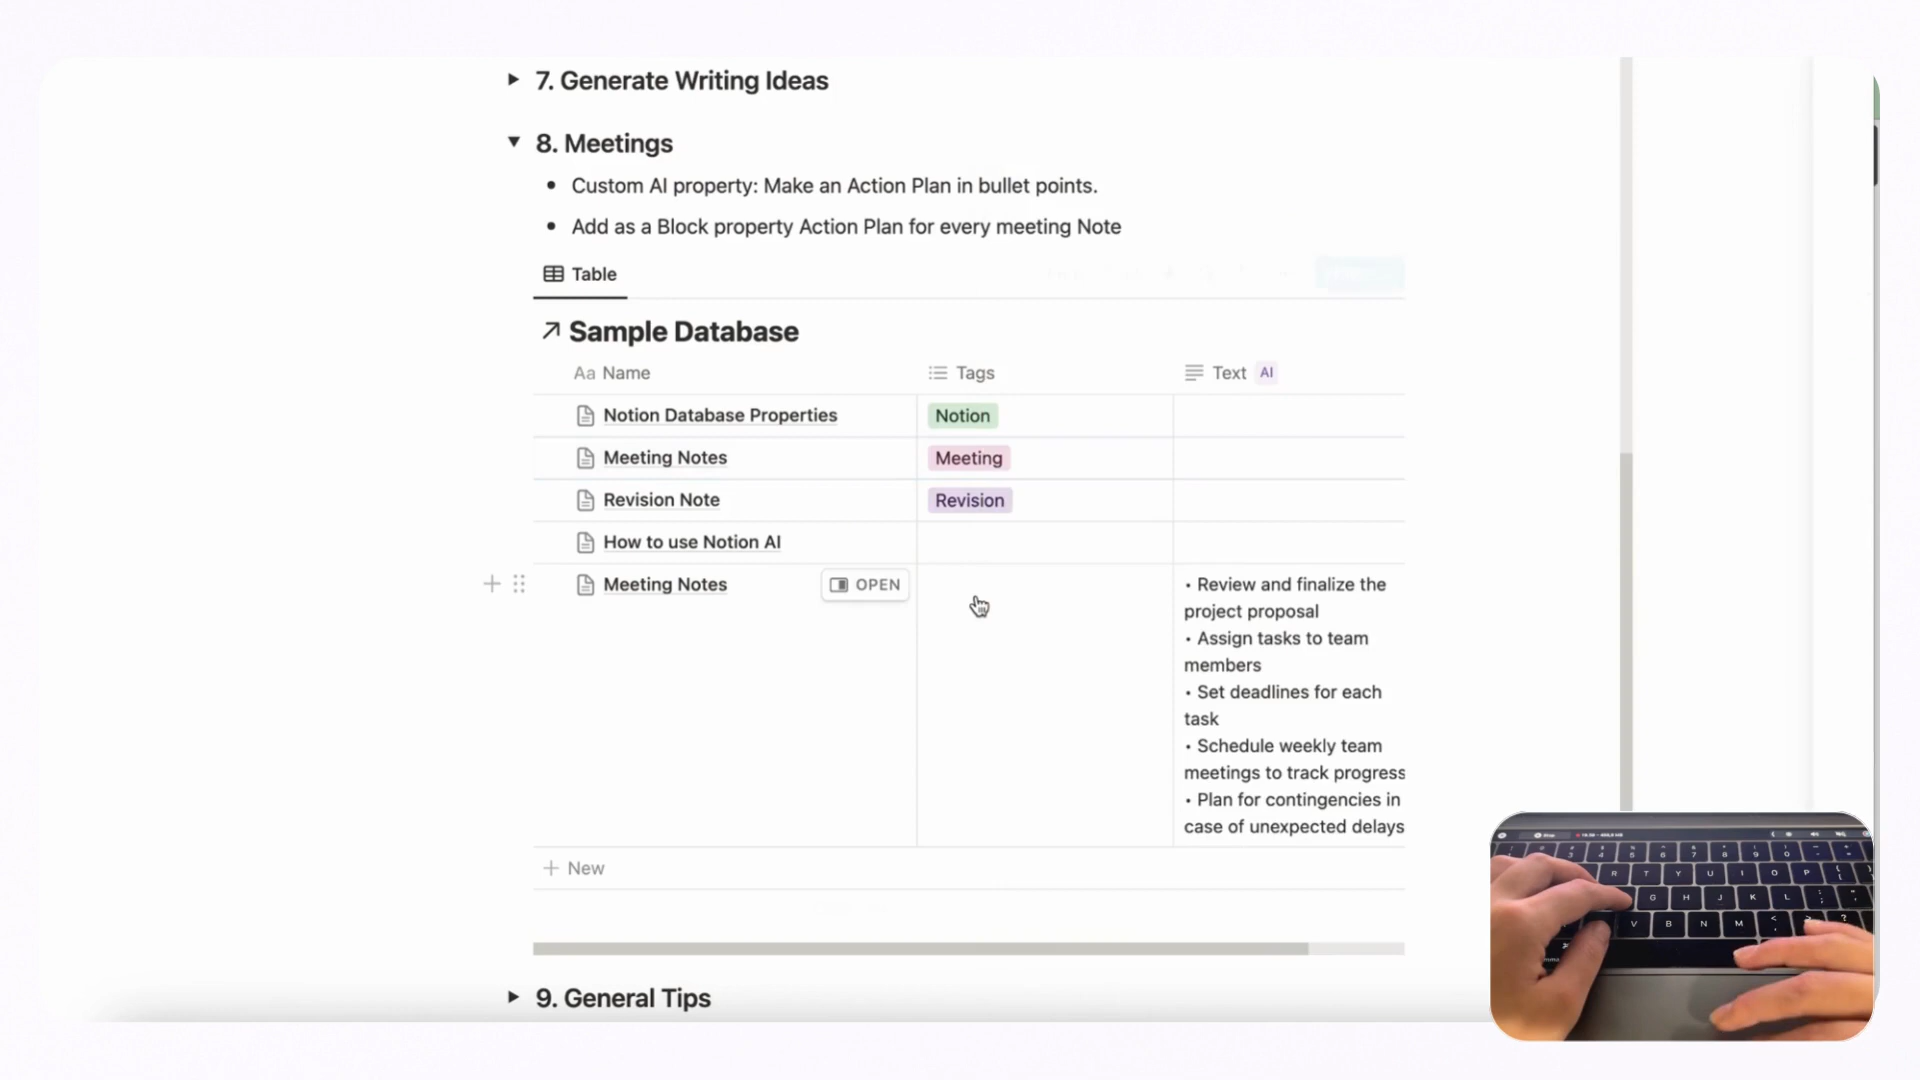 7. Generate Writing Ideas
8. Meetings
• Custom AI property: Make an Action Plan in bullet points.
• Add as a Block property Action Plan for every meeting Note
Table
Sample Database
Aa Name Tags Text AI
Notion Database Properties Notion
Meeting Notes Meeting
Revision Note Revision
How to use Notion AI
Meeting Notes OPEN
• Review and finalize the
project proposal
• Assign tasks to team
members
• Set deadlines for each
task
• Schedule weekly team
meetings to track progress
• Plan for contingencies in
case of unexpected delays
+ New
9. General Tips
R T Y U I O P
G H J K L
V B N M